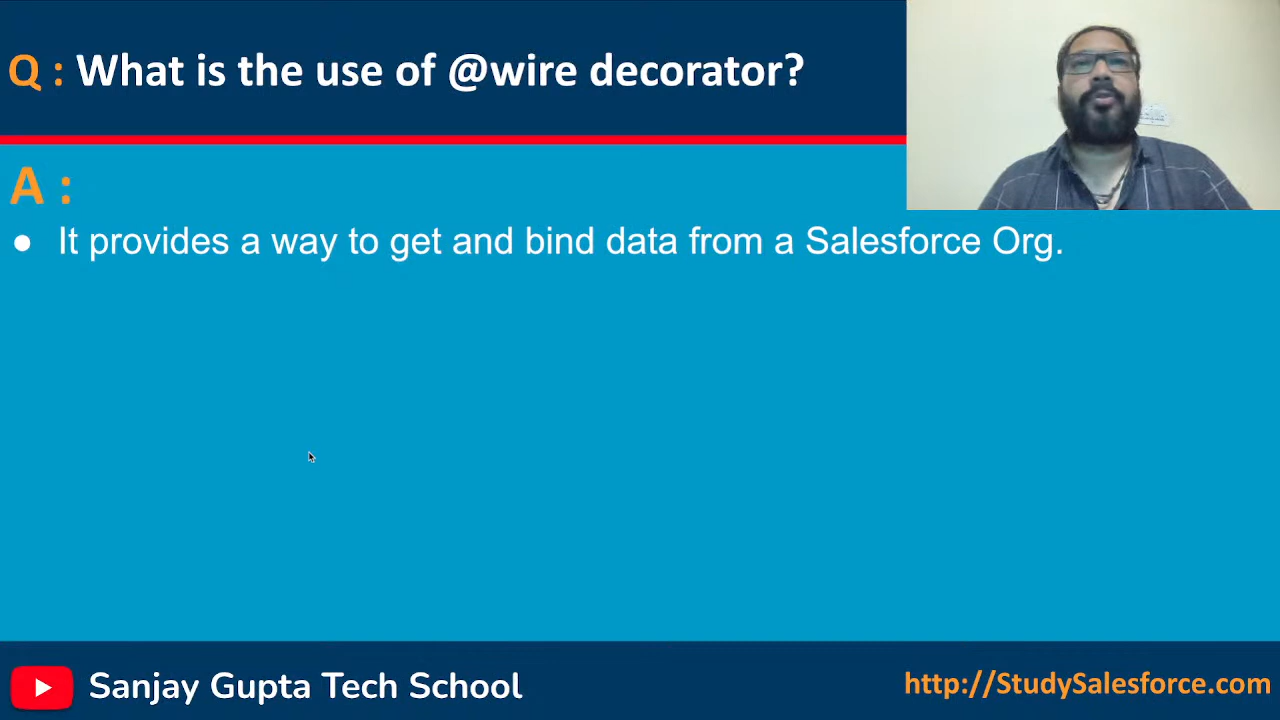 Q : What is the use of @wire decorator?
A :
● It provides a way to get and bind data from a Salesforce Org.
Sanjay Gupta Tech School
http://StudySalesforce.com